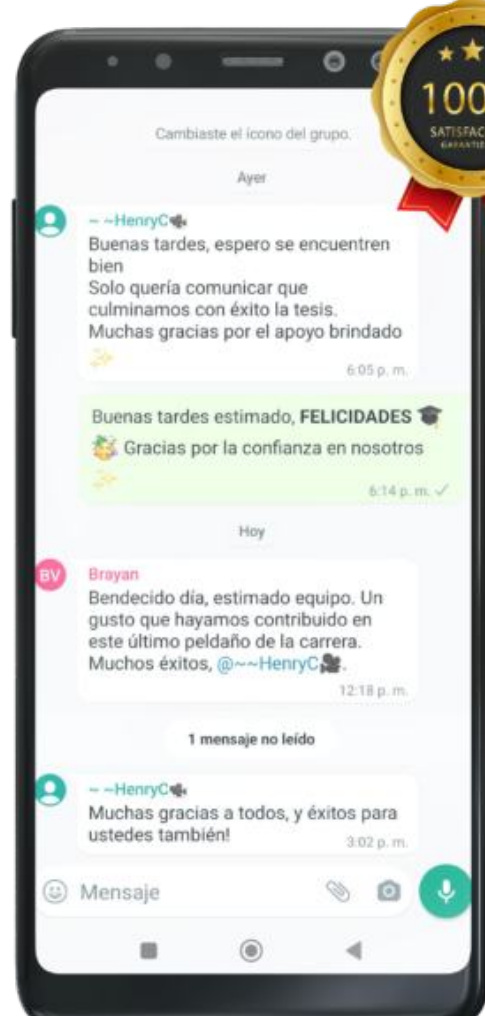 100
SATISFAC
GARANTIE
Cambiaste el ícono del grupo.
Ayer
~ ~HenryC
Buenas tardes, espero se encuentren
bien
Solo quería comunicar que
culminamos con éxito la tesis.
Muchas gracias por el apoyo brindado
6:05 p. m.
Buenas tardes estimado, FELICIDADES
Gracias por la confianza en nosotros
6:14 p. m.
Hoy
BV
Brayan
Bendecido día, estimado equipo. Un
gusto que hayamos contribuido en
este último peldaño de la carrera.
Muchos éxitos, @~~HenryC.
12:18 p. m.
1 mensaje no leído
~ ~HenryC
Muchas gracias a todos, y éxitos para
ustedes también!
3:02 p. m.
Mensaje